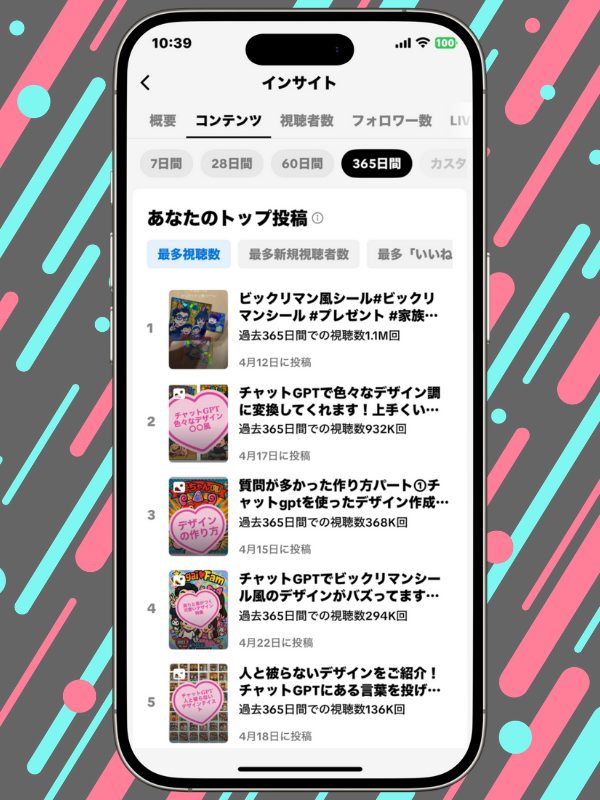 10:39
100
インサイト
概要 コンテンツ 視聴者数 フォロワー数 LIV
7日間 28日間 60日間 365日間 カスタ
あなたのトップ投稿
最多視聴数 最多新規視聴者数 最多「いいね
1
ビックリマン風シール#ビックリ
マンシール #プレゼント #家族…
過去365日間での視聴数1.1M回
4月12日に投稿
2
チャットGPT
色々なデザイン
〇〇風
チャットGPTで色々なデザイン調
に変換してくれます！上手くい…
過去365日間での視聴数932K回
4月17日に投稿
3
デザイン
の作り方
質問が多かった作り方パート①チ
ャットgptを使ったデザイン作成…
過去365日間での視聴数368K回
4月15日に投稿
4
チャットGPTでビックリマンシー
ル風のデザインがバズってます…
過去365日間での視聴数294K回
4月22日に投稿
5
チャットGPT
人と被らない
デザインテイス
ト
人と被らないデザインをご紹介！
チャットGPTにある言葉を投げ…
過去365日間での視聴数136K回
4月18日に投稿